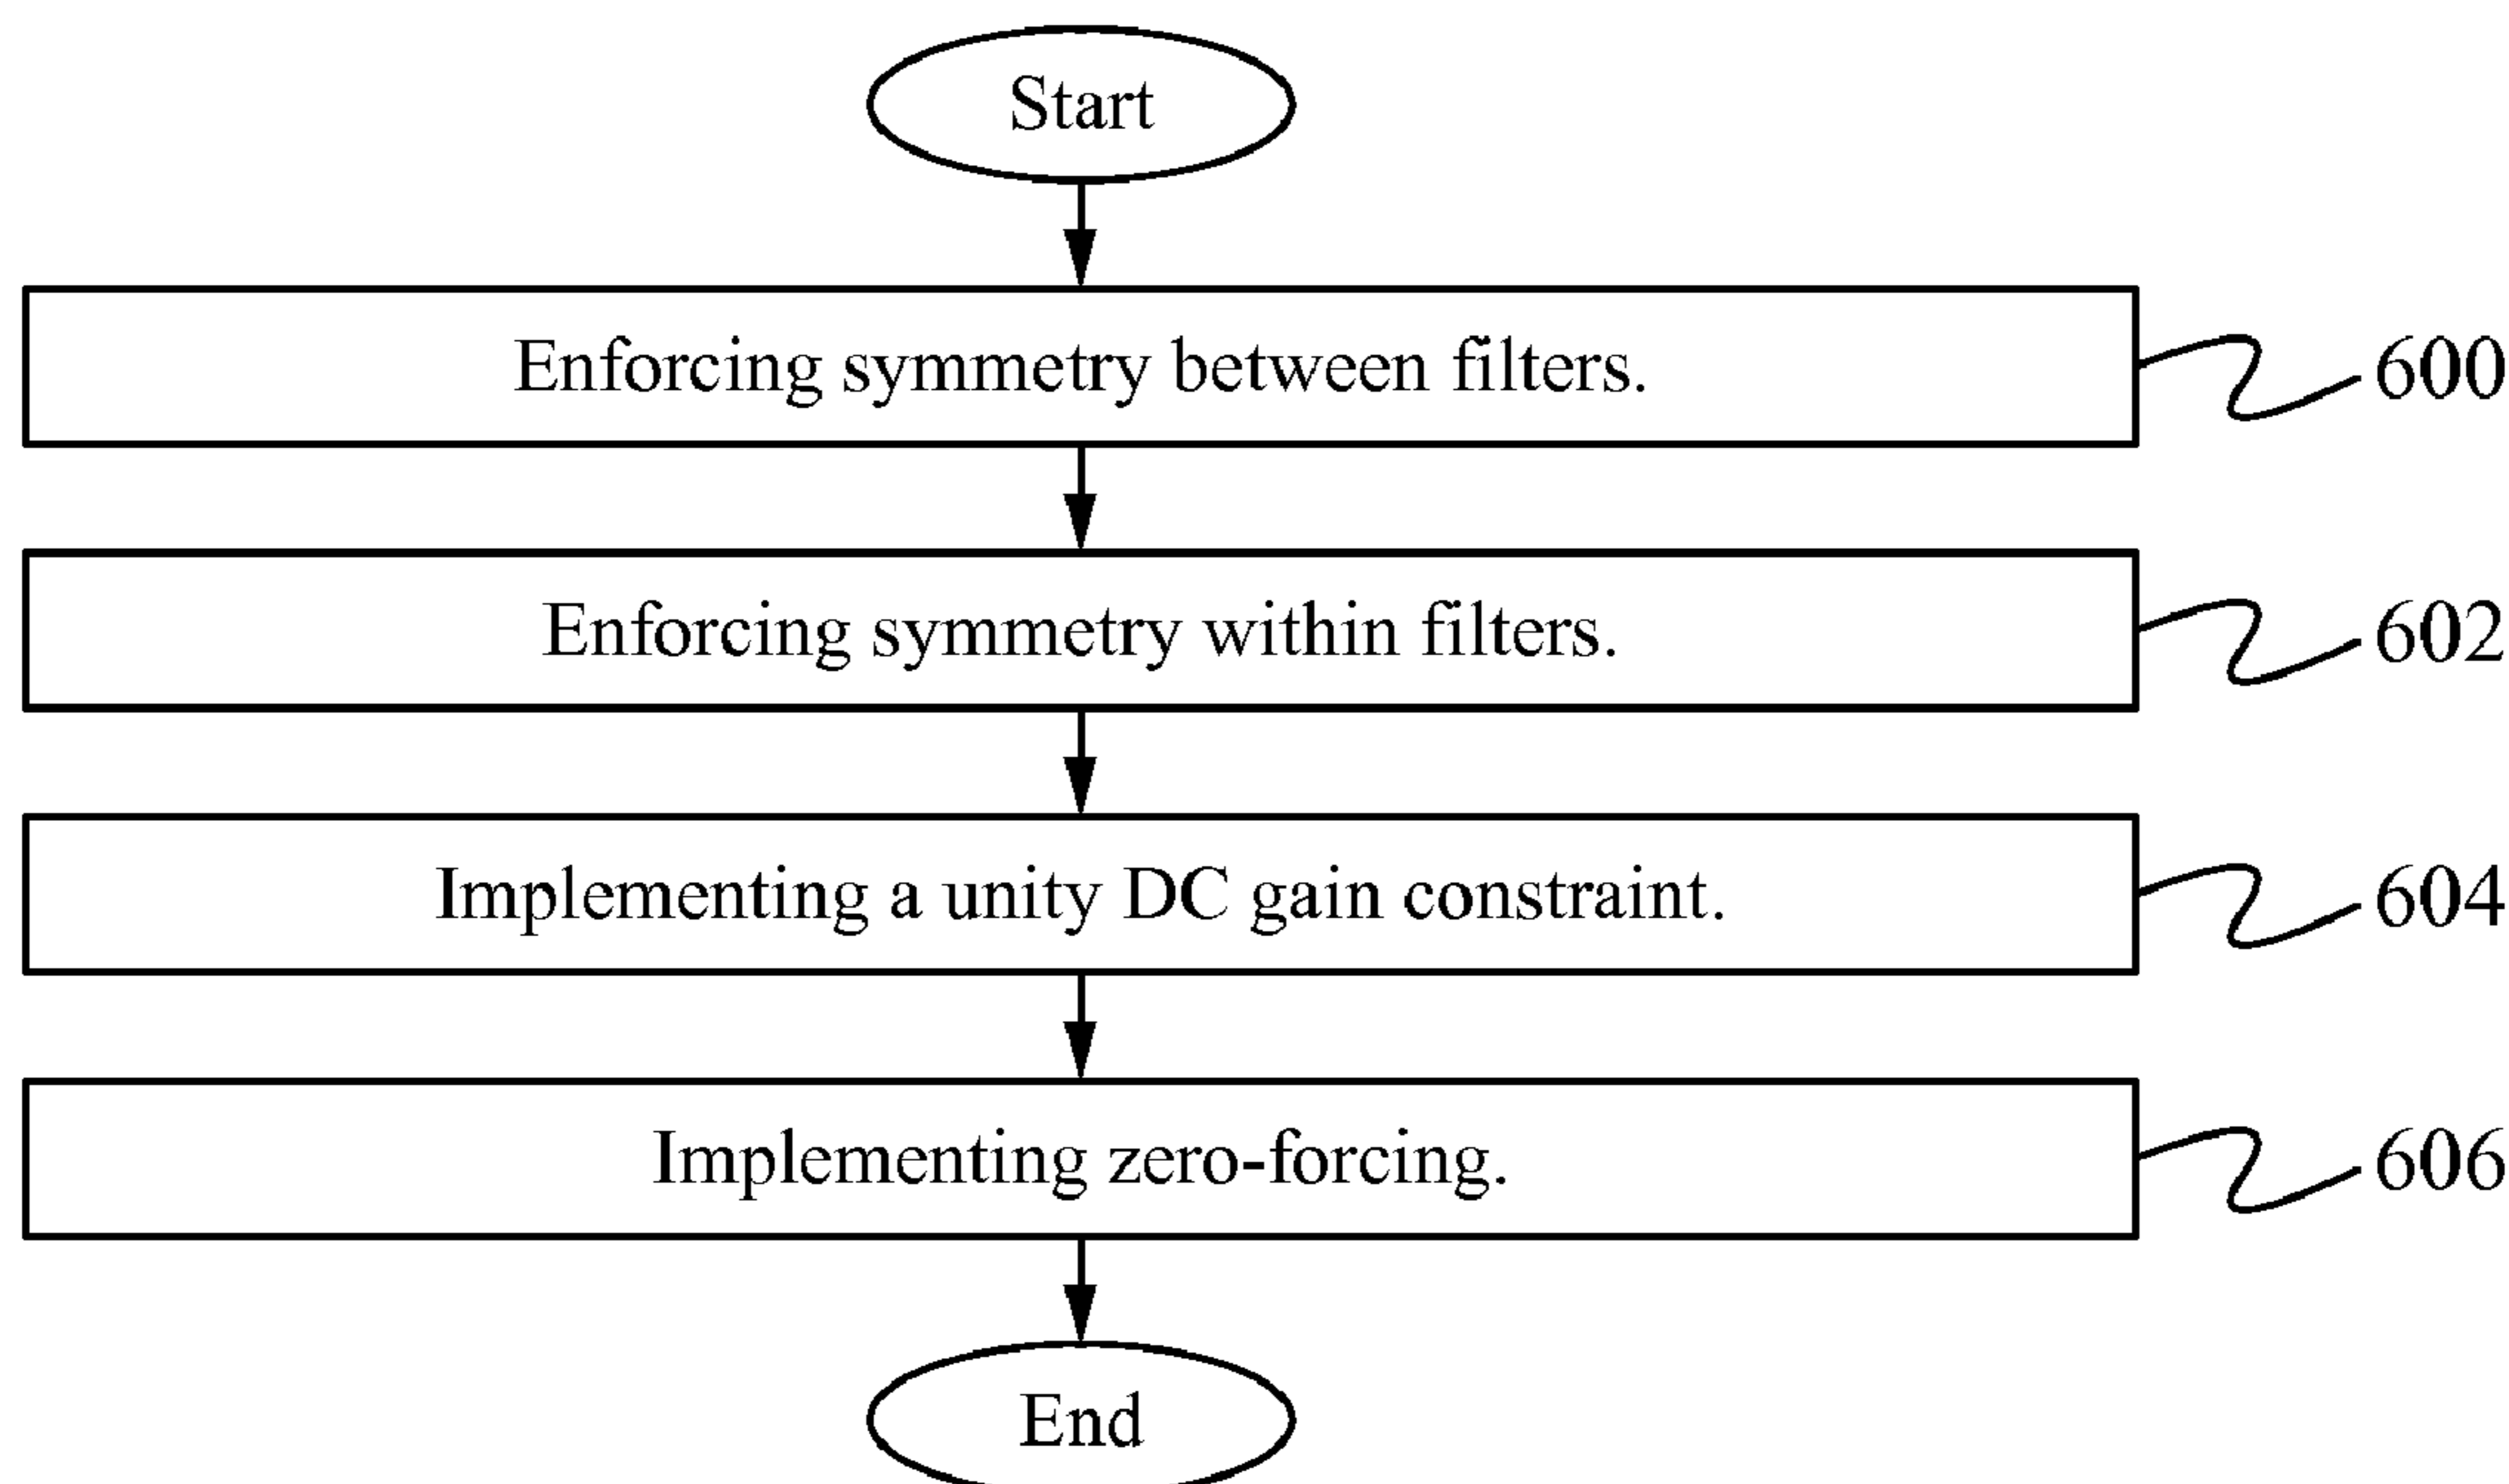 Start
Enforcing symmetry between filters.
600
Enforcing symmetry within filters.
602
Implementing a unity DC gain constraint.
604
Implementing zero-forcing.
606
End